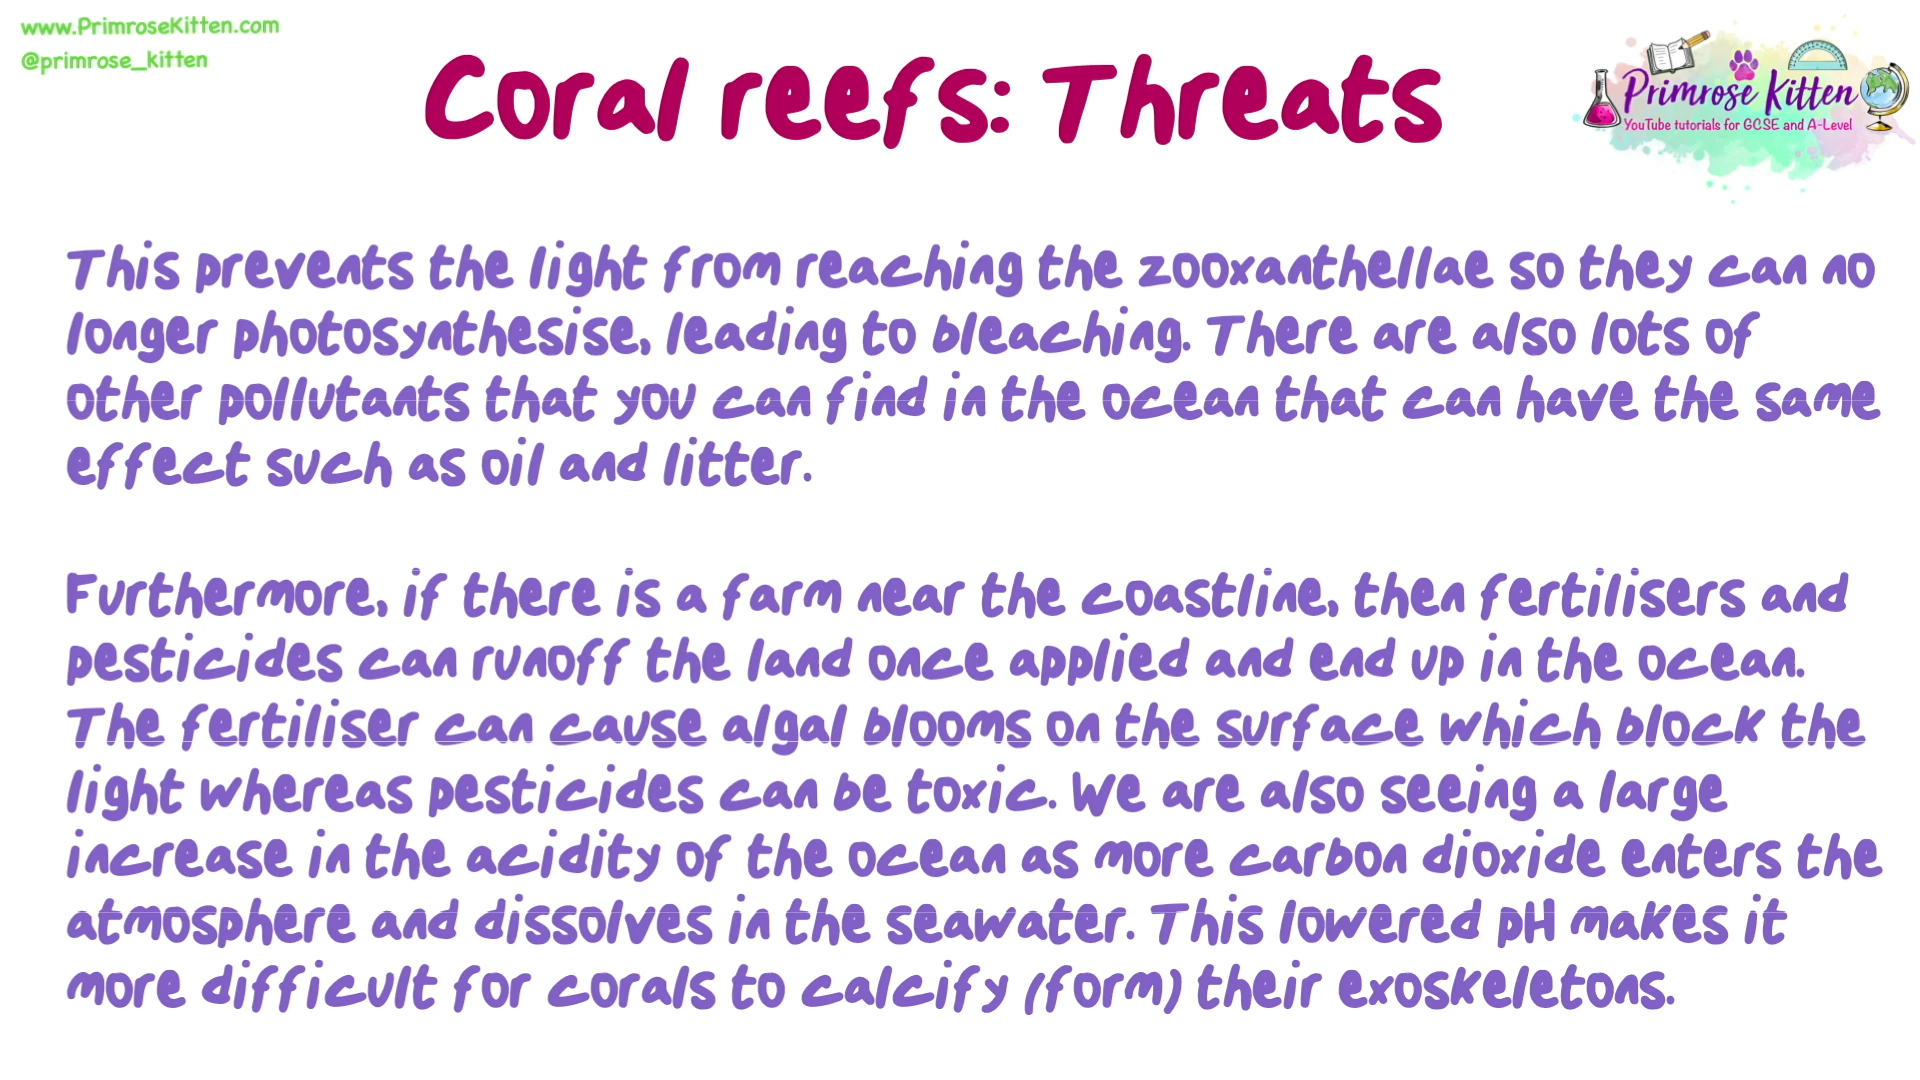 www.PrimroseKitten.com
@primrose_kitten
Coral reefs: Threats
Primrose Kitten
YouTube tutorials for GCSE and A-Level
This prevents the light from reaching the zooxanthellae so they can no
longer photosynthesise, leading to bleaching. There are also lots of
other pollutants that you can find in the ocean that can have the same
effect such as oil and litter.
Furthermore, if there is a farm near the coastline, then fertilisers and
pesticides can runoff the land once applied and end up in the ocean.
The fertiliser can cause algal blooms on the surface which block the
light whereas pesticides can be toxic. We are also seeing a large
increase in the acidity of the ocean as more carbon dioxide enters the
atmosphere and dissolves in the seawater. This lowered pH makes it
more difficult for corals to calcify (form) their exoskeletons.